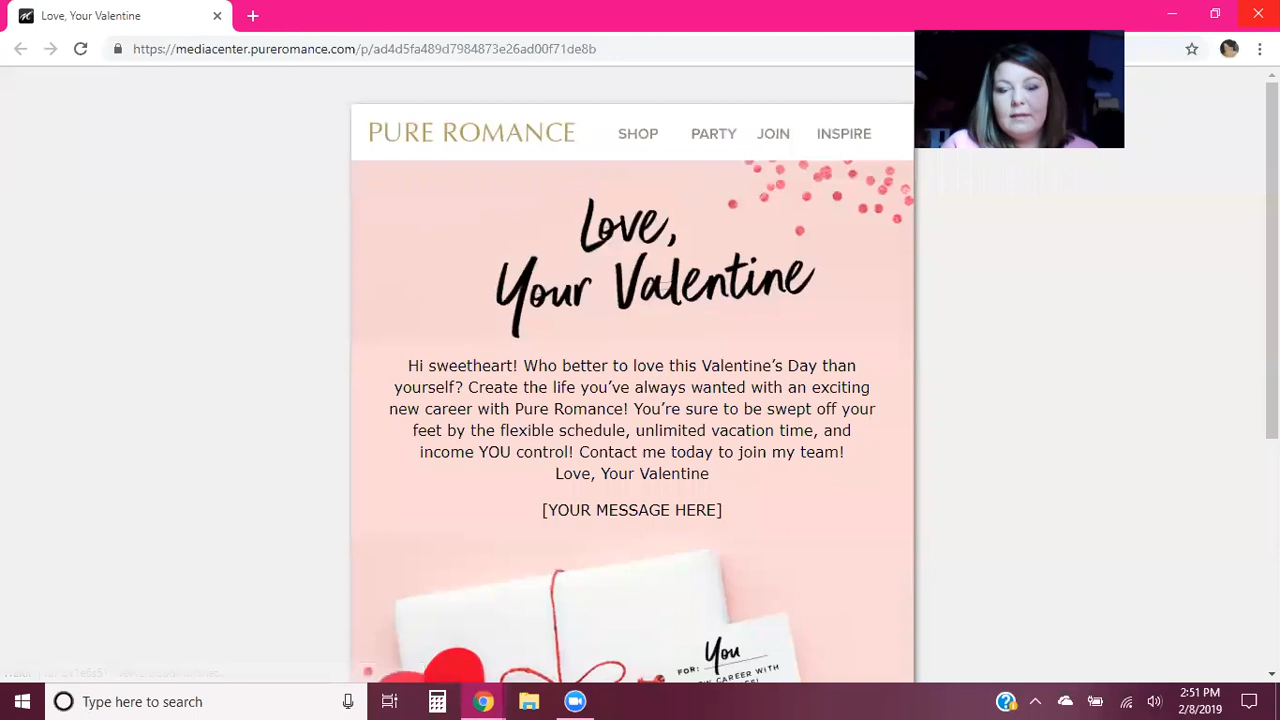 Love, Your Valentine
https://mediacenter.pureromance.com/p/ad4d5fa489d7984873e26ad00f71de8b
PURE ROMANCE SHOP PARTY JOIN INSPIRE
Love,
Your Valentine
Hi sweetheart! Who better to love this Valentine’s Day than
yourself? Create the life you’ve always wanted with an exciting
new career with Pure Romance! You’re sure to be swept off your
feet by the flexible schedule, unlimited vacation time, and
income YOU control! Contact me today to join my team!
Love, Your Valentine
[YOUR MESSAGE HERE]
FOR: You
CAREER WITH
Type here to search
2:51 PM
2/8/2019